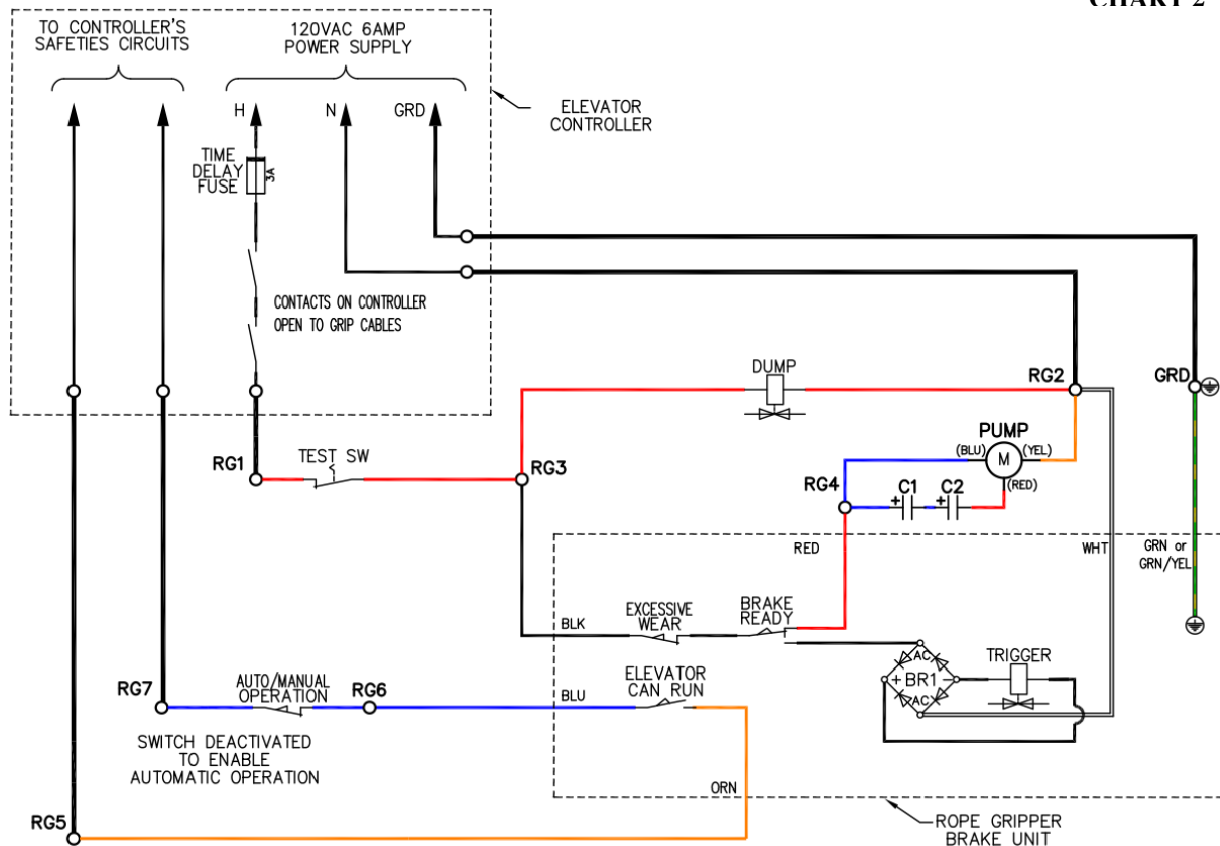 CHART 2
TO CONTROLLER'S
SAFETIES CIRCUITS
120VAC 6AMP
POWER SUPPLY
H
N
GRD
ELEVATOR
CONTROLLER
TIME
DELAY
FUSE
3A
CONTACTS ON CONTROLLER
OPEN TO GRIP CABLES
DUMP
RG2
GRD
PUMP
(BLU)
M
(YEL)
(RED)
RG1
TEST SW
RG3
RG4
+
C1
+
C2
RED
WHT
GRN or
GRN/YEL
BLK
EXCESSIVE
WEAR
BRAKE
READY
AC
+ BR1 -
AC
TRIGGER
RG7
AUTO/MANUAL
OPERATION
RG6
BLU
ELEVATOR
CAN RUN
SWITCH DEACTIVATED
TO ENABLE
AUTOMATIC OPERATION
ORN
RG5
ROPE GRIPPER
BRAKE UNIT